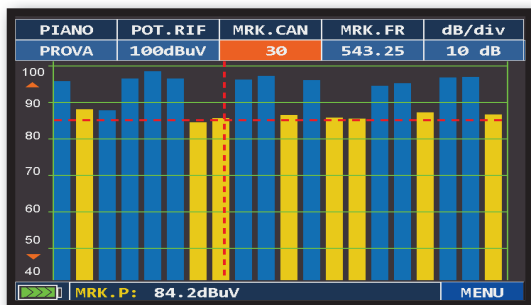 PIANO POT.RIF MRK.CAN MRK.FR dB/div
PROVA 100dBuV 30 543.25 10 dB
100
90
80
70
60
50
40
MRK.P: 84.2dBuV MENU